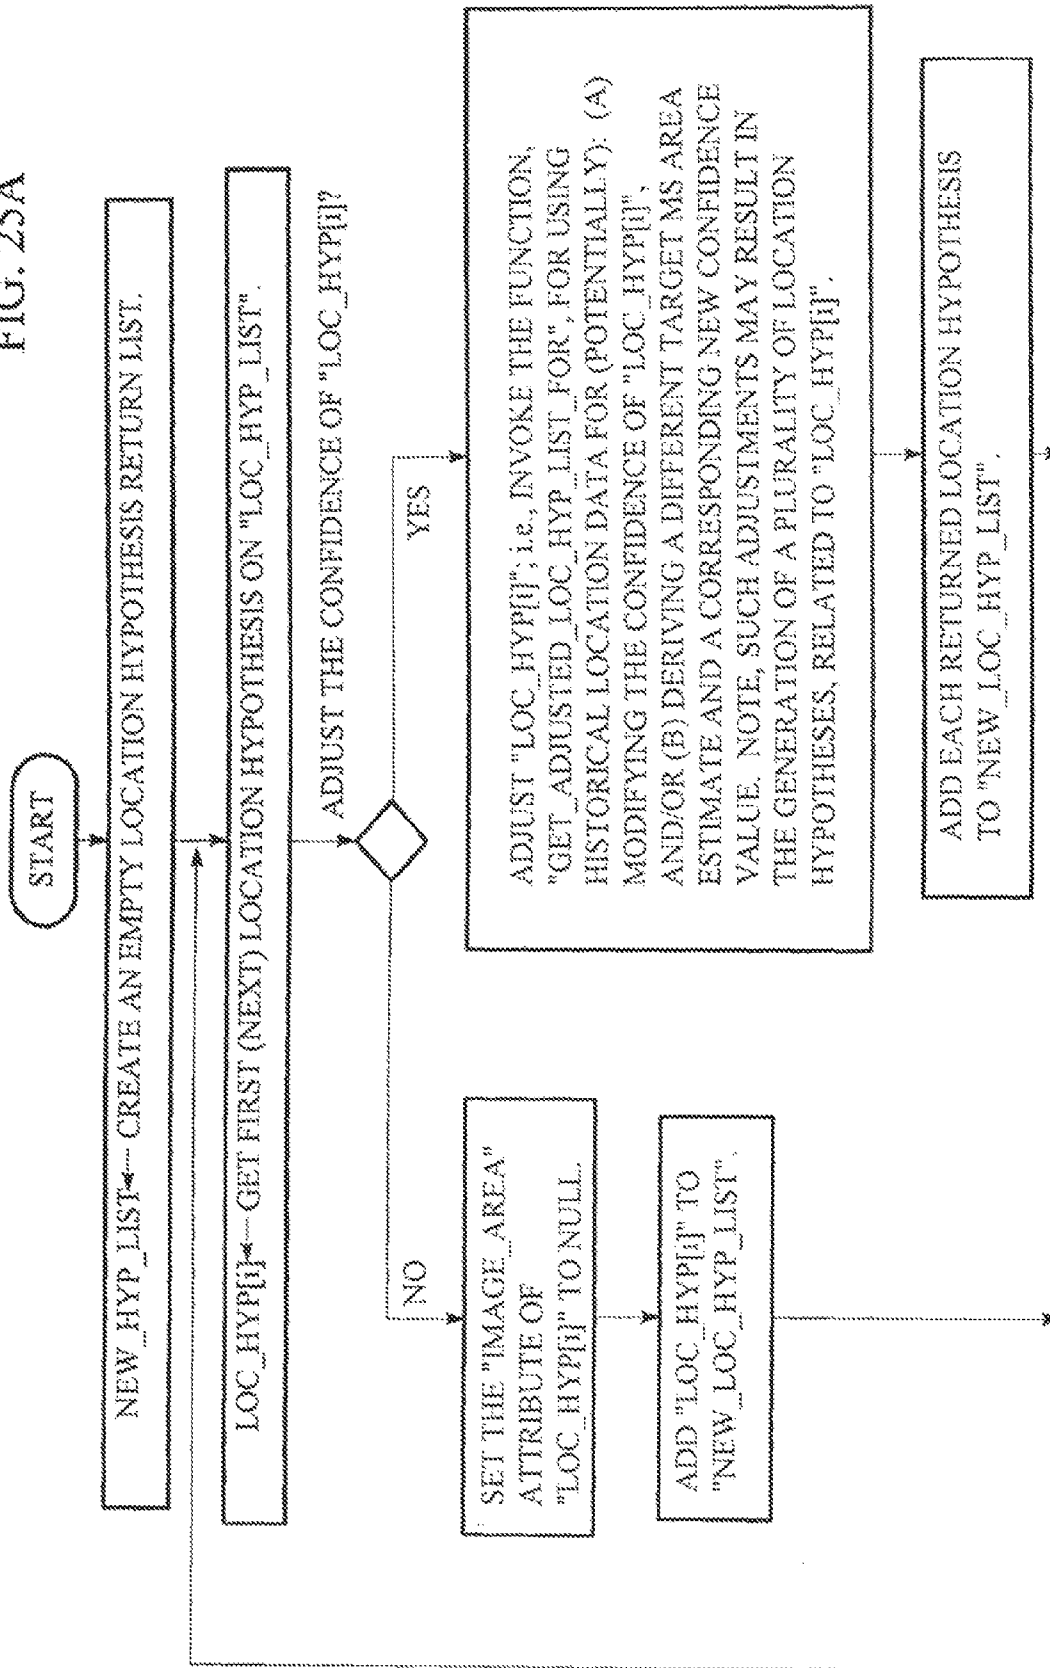 FIG. 25A
START
NEW_HYP_LIST ← CREATE AN EMPTY LOCATION HYPOTHESIS RETURN LIST.
LOC_HYP[i] ← GET FIRST (NEXT) LOCATION HYPOTHESIS ON "LOC_HYP_LIST".
ADJUST THE CONFIDENCE OF "LOC_HYP[i]?
NO
YES
SET THE "IMAGE_AREA"
ATTRIBUTE OF
"LOC_HYP[i]" TO NULL.
ADD "LOC_HYP[i]" TO
"NEW_LOC_HYP_LIST".
ADJUST "LOC_HYP[i]"; i.e., INVOKE THE FUNCTION,
"GET_ADJUSTED_LOC_HYP_LIST_FOR", FOR USING
HISTORICAL LOCATION DATA FOR (POTENTIALLY): (A)
MODIFYING THE CONFIDENCE OF "LOC_HYP[i]",
AND/OR (B) DERIVING A DIFFERENT TARGET MS AREA
ESTIMATE AND A CORRESPONDING NEW CONFIDENCE
VALUE. NOTE, SUCH ADJUSTMENTS MAY RESULT IN
THE GENERATION OF A PLURALITY OF LOCATION
HYPOTHESES, RELATED TO "LOC_HYP[i]".
ADD EACH RETURNED LOCATION HYPOTHESIS
TO "NEW_LOC_HYP_LIST".